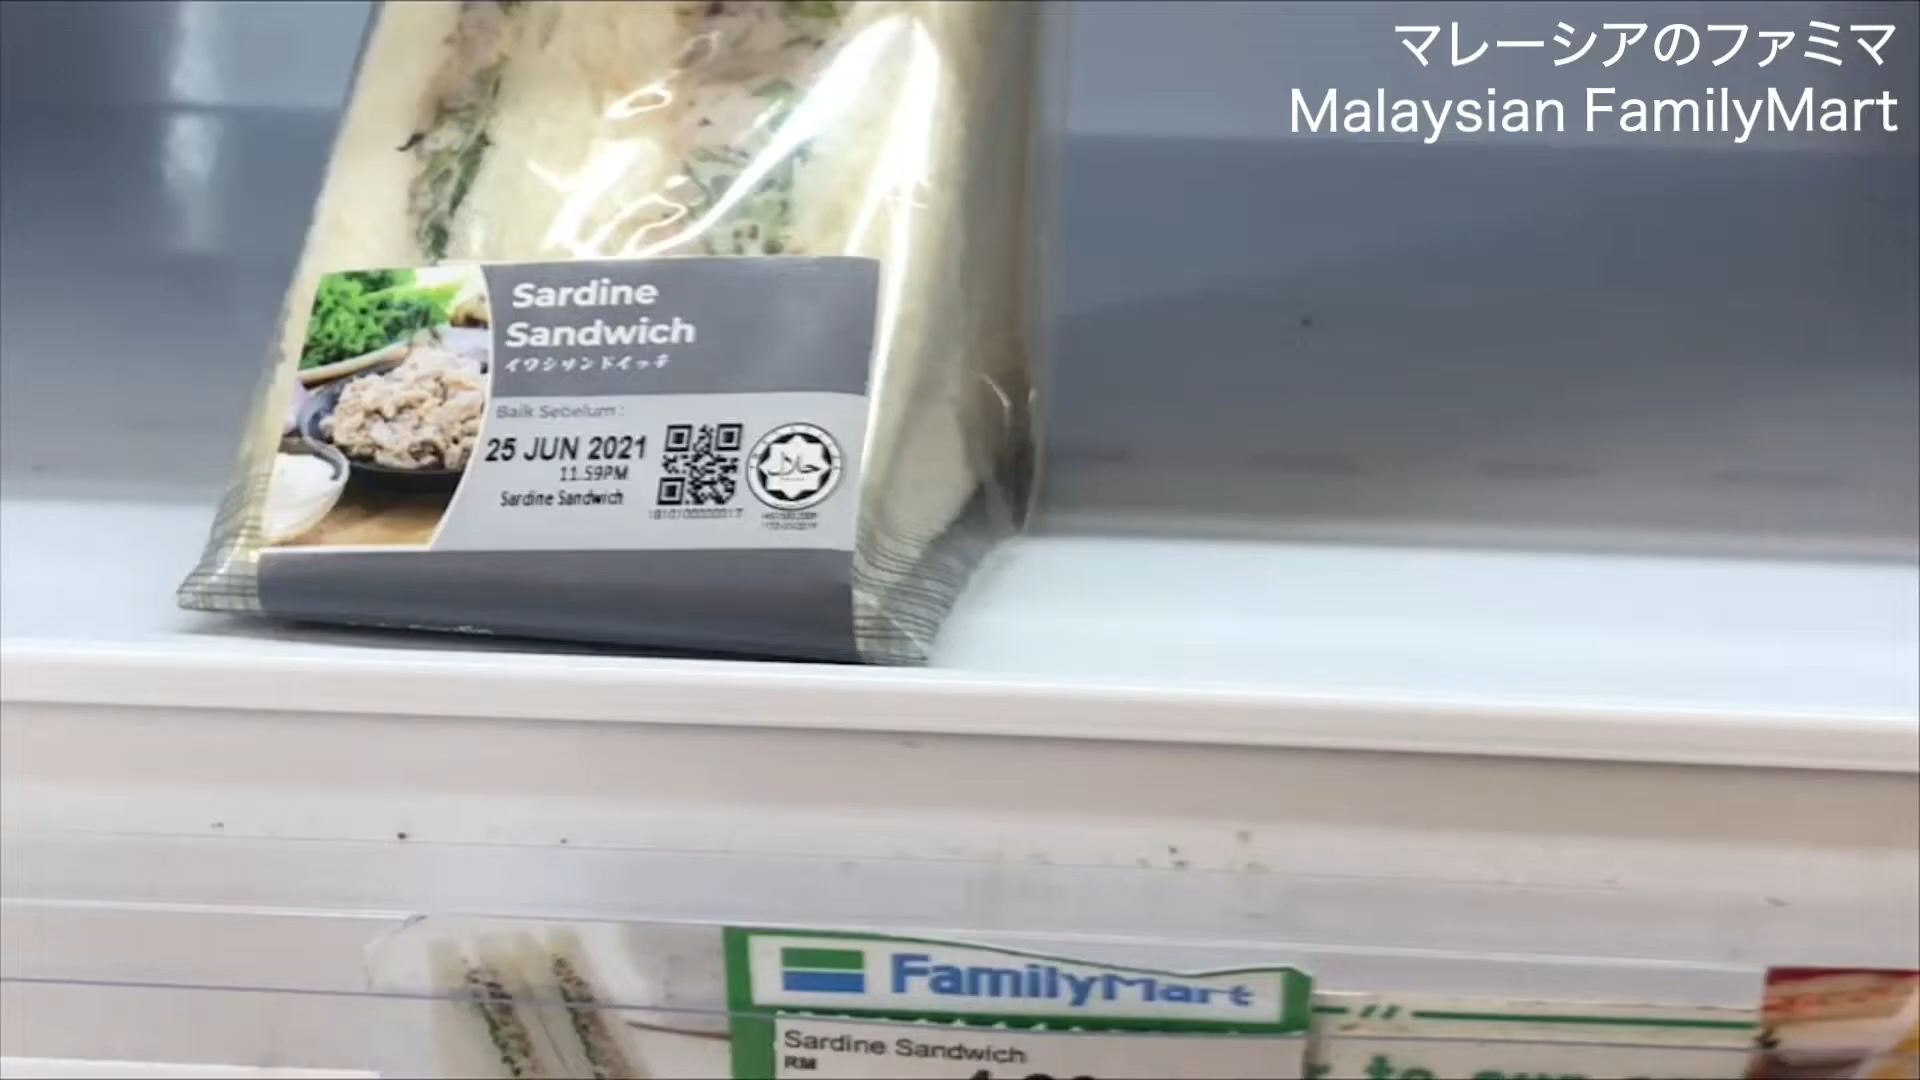 マレーシアのファミマ
Malaysian FamilyMart
Sardine
Sandwich
イワシサンドイッチ
Baik Sebelum :
25 JUN 2021
11.59PM
Sardine Sandwich
حلال
FamilyMart
Sardine Sandwich
RM